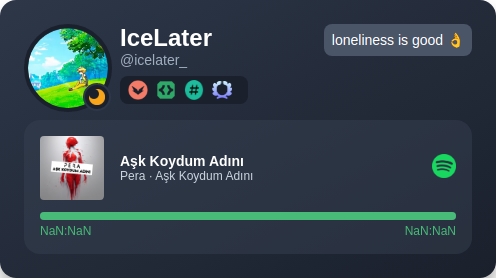 IceLater
@icelater_
loneliness is good 👌
#
PERA
AŞK KOYDUM ADINI
Aşk Koydum Adını
Pera · Aşk Koydum Adını
NaN:NaN
NaN:NaN